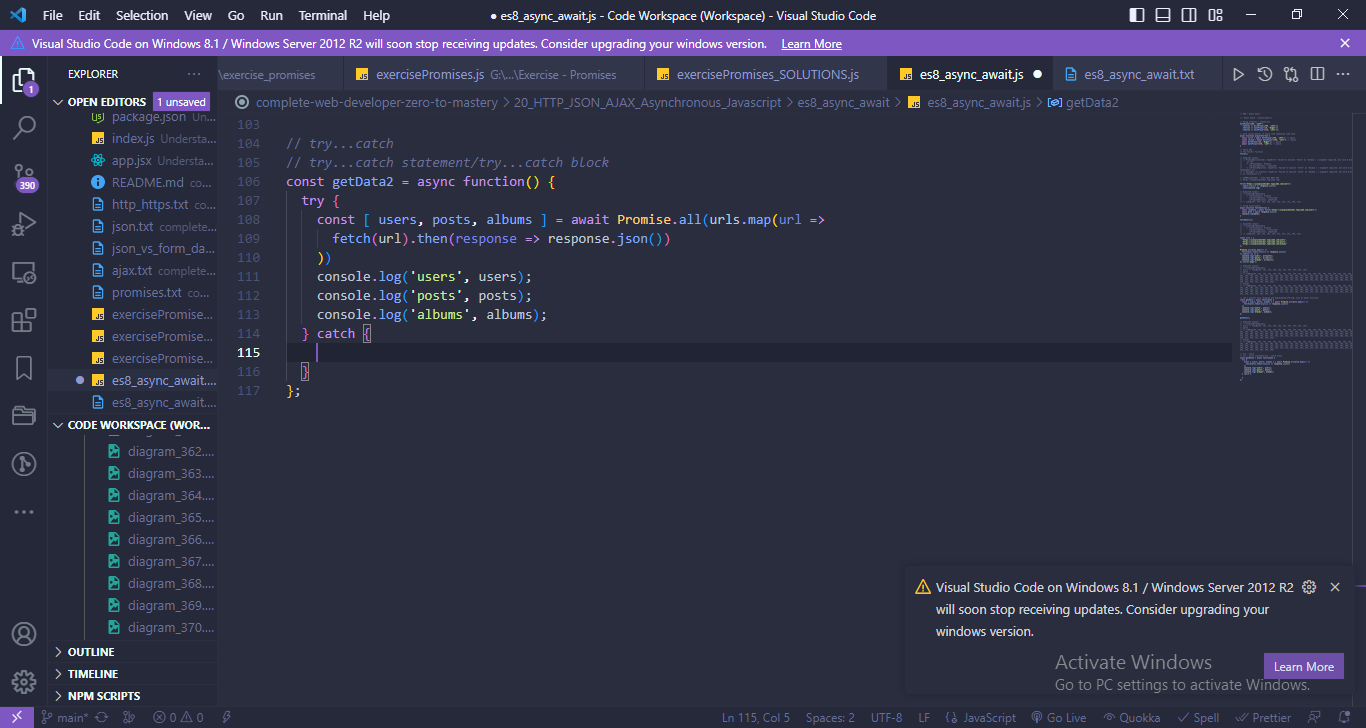 File Edit Selection View Go Run Terminal Help ● es8_async_await.js - Code Workspace (Workspace) - Visual Studio Code
Visual Studio Code on Windows 8.1 / Windows Server 2012 R2 will soon stop receiving updates. Consider upgrading your windows version. Learn More
EXPLORER ···
\exercise_promises exercisePromises.js G:\...\Exercise - Promises exercisePromises_SOLUTIONS.js es8_async_await.js ● es8_async_await.txt
OPEN EDITORS 1 unsaved
complete-web-developer-zero-to-mastery > 20_HTTP_JSON_AJAX_Asynchronous_Javascript > es8_async_await > es8_async_await.js > getData2
package.json Un...
index.js Understa...
app.jsx Understa...
README.md co...
http_https.txt co...
json.txt complete...
json_vs_form_da...
ajax.txt complete...
promises.txt co...
exercisePromise...
exercisePromise...
exercisePromise...
es8_async_await....
es8_async_await....
CODE WORKSPACE (WOR...
diagram_362....
diagram_363....
diagram_364....
diagram_365....
diagram_366....
diagram_367....
diagram_368....
diagram_369....
diagram_370....
OUTLINE
TIMELINE
NPM SCRIPTS
1
390
103
104 // try...catch
105 // try...catch statement/try...catch block
106 const getData2 = async function() {
107 try {
108 const [ users, posts, albums ] = await Promise.all(urls.map(url =>
109 fetch(url).then(response => response.json())
110 ))
111 console.log('users', users);
112 console.log('posts', posts);
113 console.log('albums', albums);
114 } catch {
115
116 }
117 };
Visual Studio Code on Windows 8.1 / Windows Server 2012 R2
will soon stop receiving updates. Consider upgrading your
windows version.
Learn More
Activate Windows
Go to PC settings to activate Windows.
main* 0 0 Ln 115, Col 5 Spaces: 2 UTF-8 LF JavaScript Go Live Quokka Spell Prettier